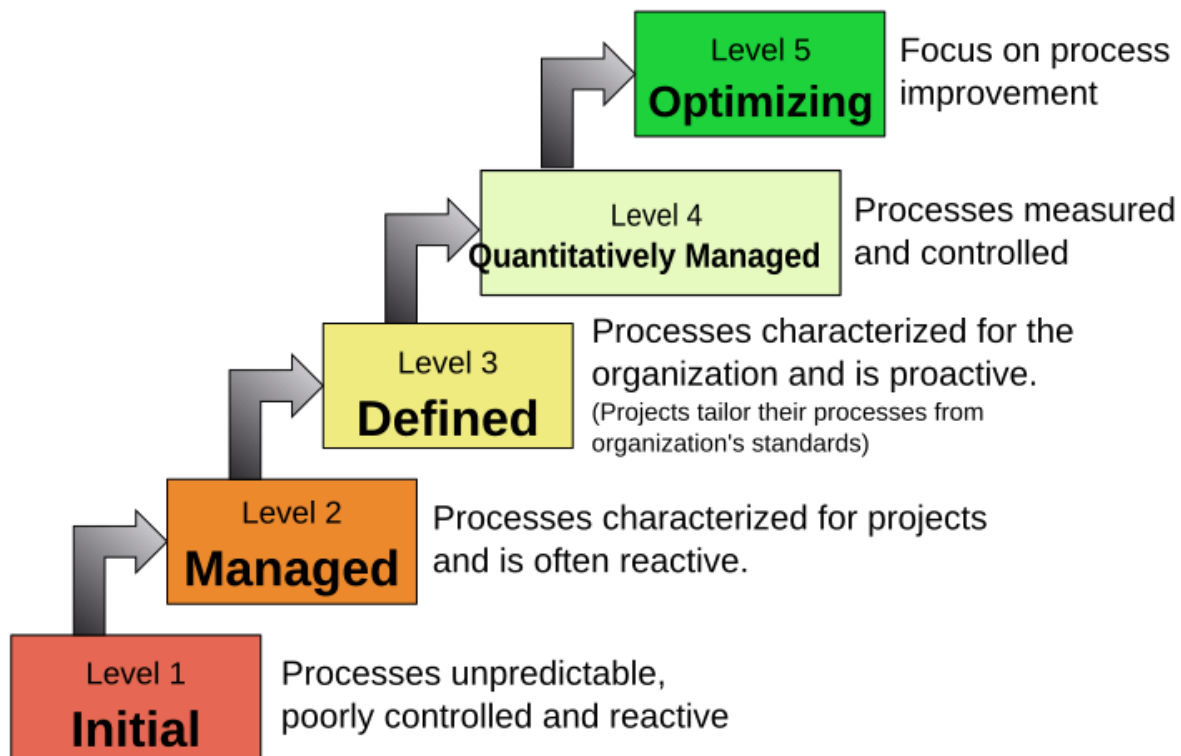 Level 5
Optimizing
Focus on process
improvement
Level 4
Quantitatively Managed
Processes measured
and controlled
Level 3
Defined
Processes characterized for the
organization and is proactive.
(Projects tailor their processes from
organization's standards)
Level 2
Managed
Processes characterized for projects
and is often reactive.
Level 1
Initial
Processes unpredictable,
poorly controlled and reactive